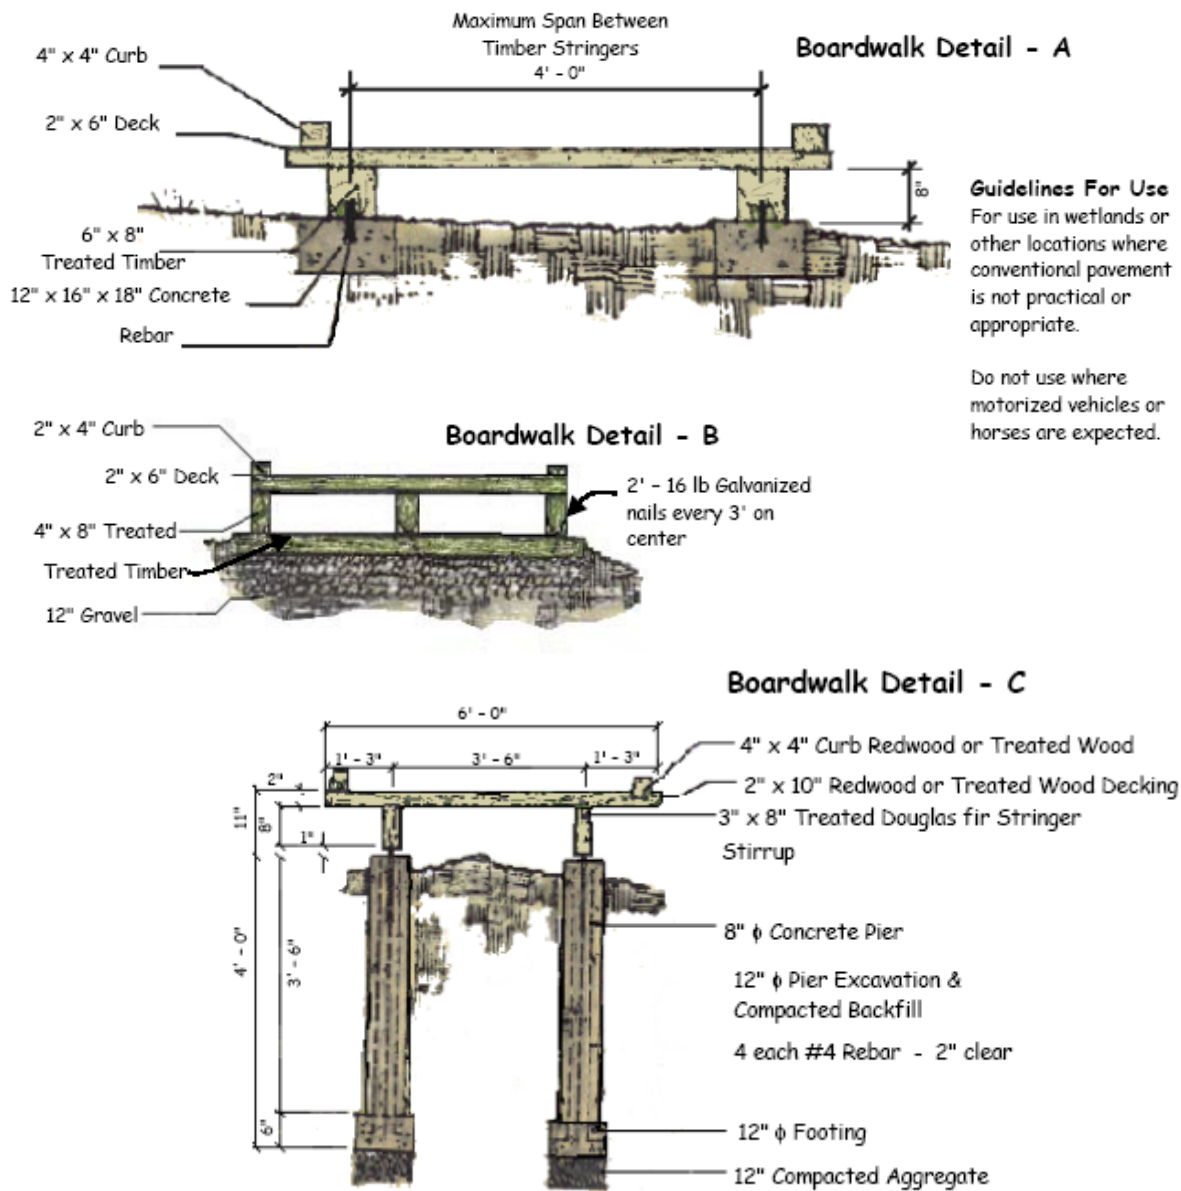 Maximum Span Between
Timber Stringers
4' - 0"
Boardwalk Detail - A
4" x 4" Curb
2" x 6" Deck
8"
6" x 8"
Treated Timber
12" x 16" x 18" Concrete
Rebar
Guidelines For Use
For use in wetlands or
other locations where
conventional pavement
is not practical or
appropriate.
Do not use where
motorized vehicles or
horses are expected.
Boardwalk Detail - B
2" x 4" Curb
2" x 6" Deck
4" x 8" Treated
Treated Timber
12" Gravel
2' - 16 lb Galvanized
nails every 3' on
center
Boardwalk Detail - C
6' - 0"
1' - 3"
3' - 6"
1' - 3"
2"
11"
8"
1"
4' - 0"
3' - 6"
6"
4" x 4" Curb Redwood or Treated Wood
2" x 10" Redwood or Treated Wood Decking
3" x 8" Treated Douglas fir Stringer
Stirrup
8" ϕ Concrete Pier
12" ϕ Pier Excavation &
Compacted Backfill
4 each #4 Rebar - 2" clear
12" ϕ Footing
12" Compacted Aggregate